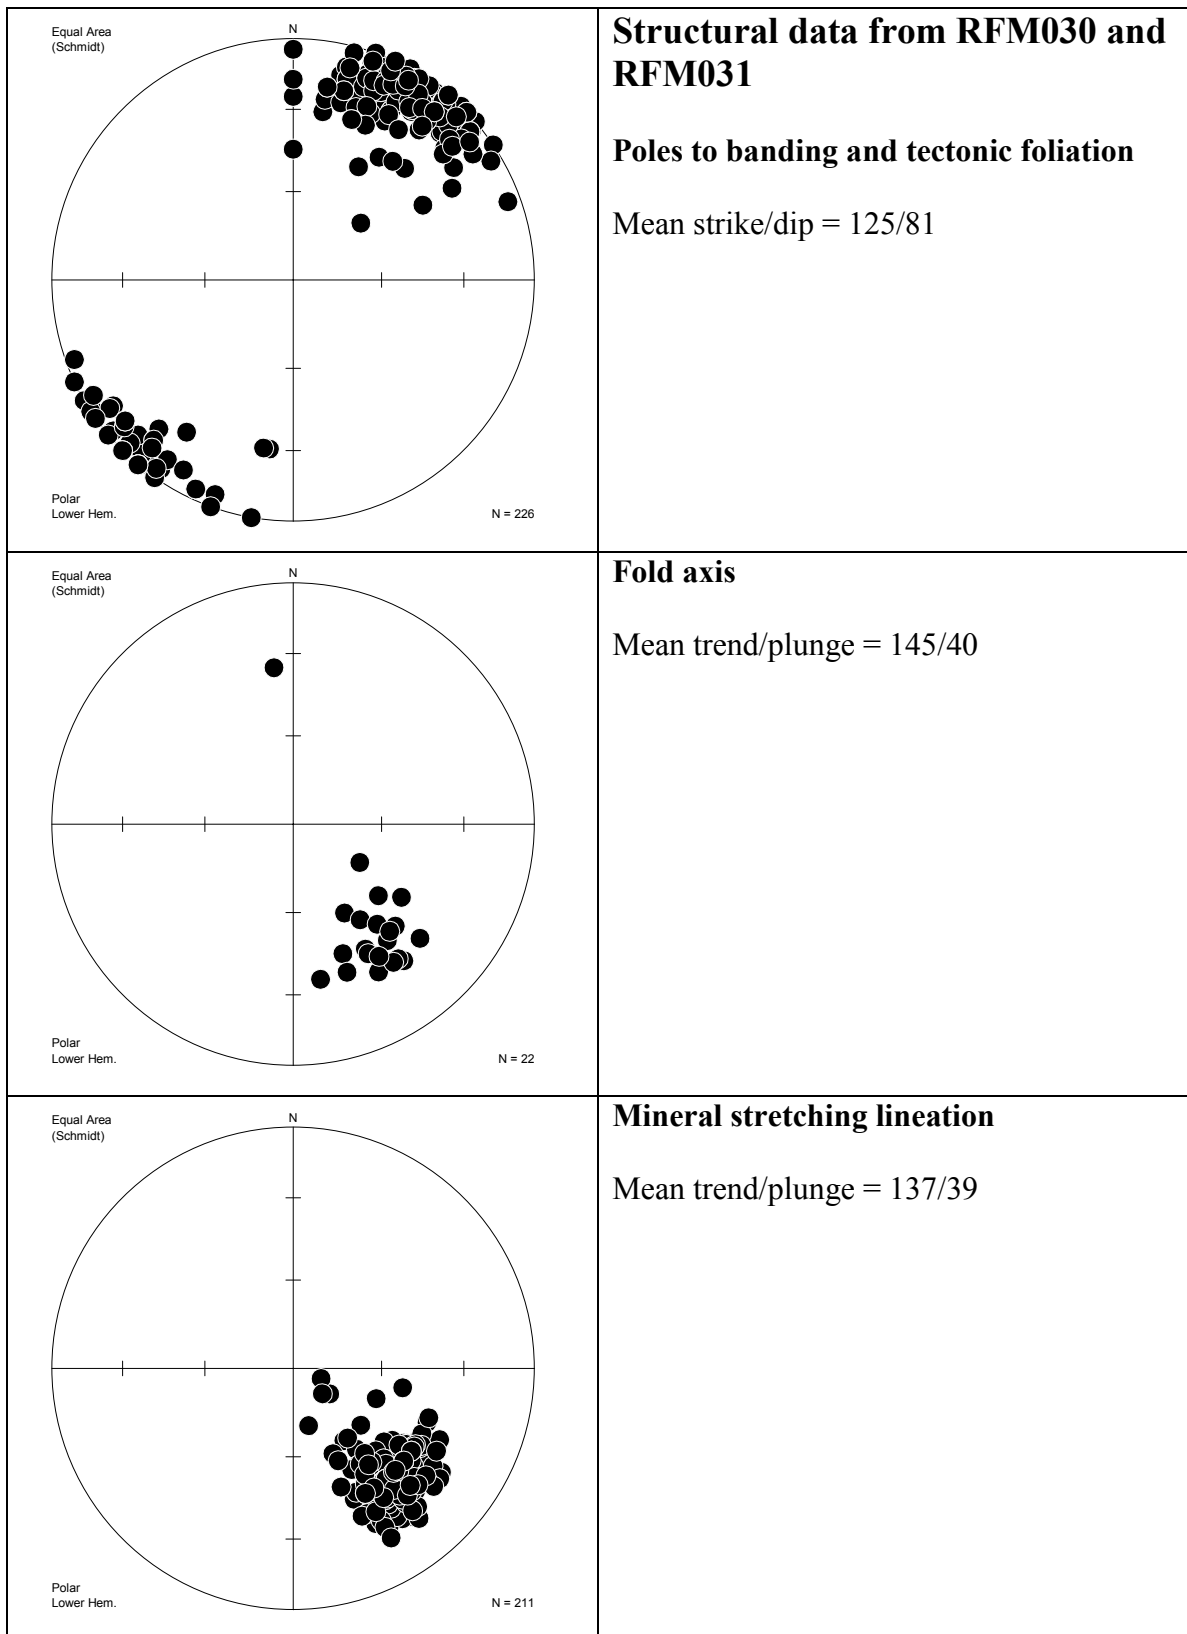 Equal Area
(Schmidt)
N
Polar
Lower Hem.
N = 226
Structural data from RFM030 and
RFM031
Poles to banding and tectonic foliation
Mean strike/dip = 125/81
Equal Area
(Schmidt)
N
Polar
Lower Hem.
N = 22
Fold axis
Mean trend/plunge = 145/40
Equal Area
(Schmidt)
N
Polar
Lower Hem.
N = 211
Mineral stretching lineation
Mean trend/plunge = 137/39